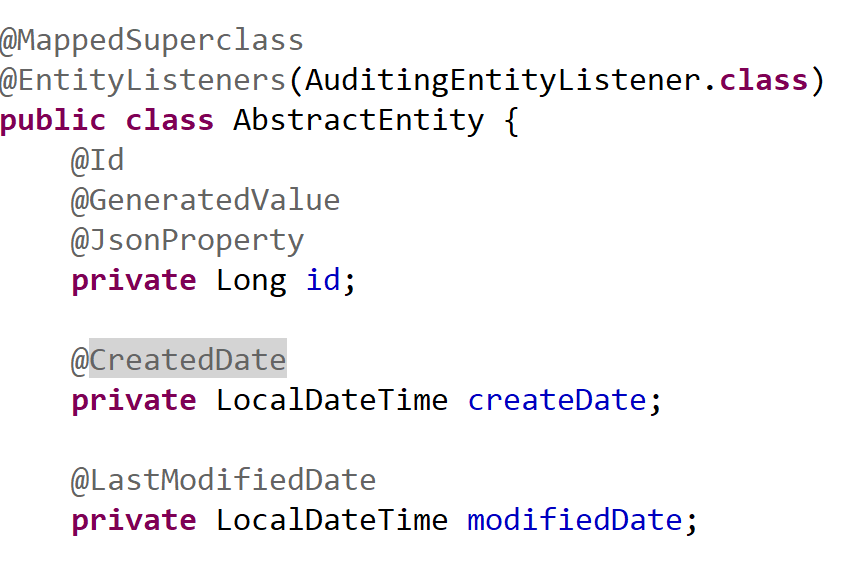 @MappedSuperclass
@EntityListeners(AuditingEntityListener.class)
public class AbstractEntity {
    @Id
    @GeneratedValue
    @JsonProperty
    private Long id;

    @CreatedDate
    private LocalDateTime createDate;

    @LastModifiedDate
    private LocalDateTime modifiedDate;